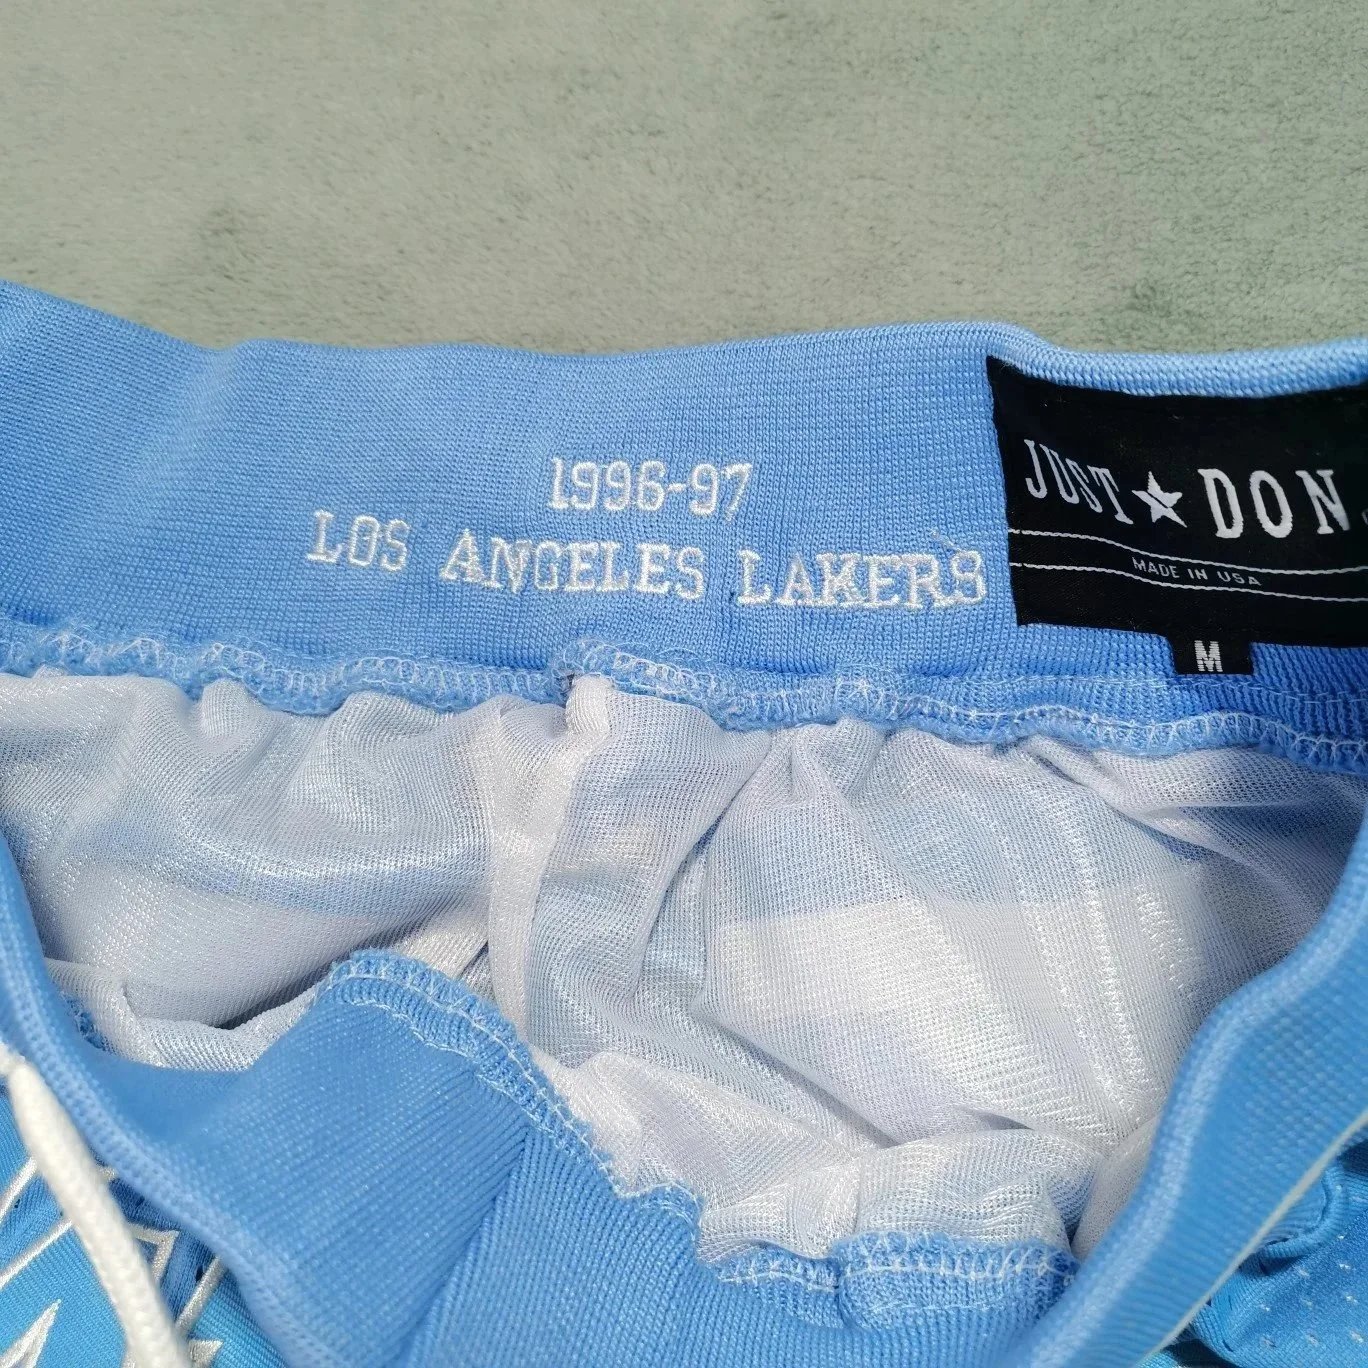 1996-97
LOS ANGELES LAKERS
JUST★DON
MADE IN USA
M